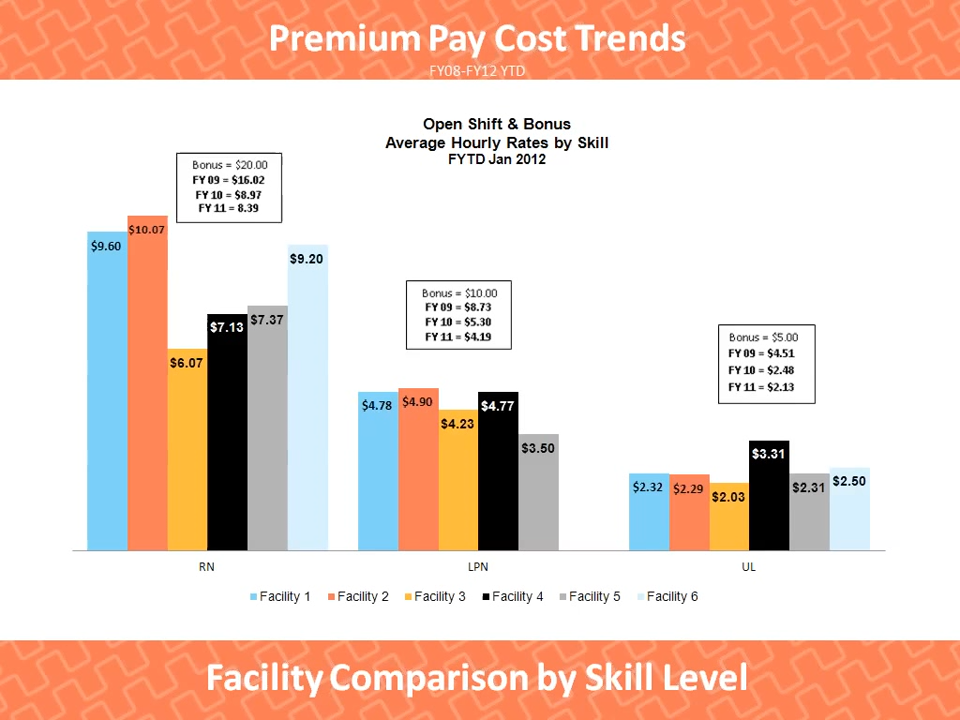 Premium Pay Cost Trends
FY08-FY12 YTD
Open Shift & Bonus
Average Hourly Rates by Skill
FYTD Jan 2012
Bonus = $20.00
FY 09 = $16.02
FY 10 = $8.97
FY 11 = 8.39
$9.60
$10.07
$6.07
$7.13
$7.37
$9.20
Bonus = $10.00
FY 09 = $8.73
FY 10 = $5.30
FY 11 = $4.19
$4.78
$4.90
$4.23
$4.77
$3.50
Bonus = $5.00
FY 09 = $4.51
FY 10 = $2.48
FY 11 = $2.13
$2.32
$2.29
$2.03
$3.31
$2.31
$2.50
RN LPN UL
Facility 1 Facility 2 Facility 3 Facility 4 Facility 5 Facility 6
Facility Comparison by Skill Level